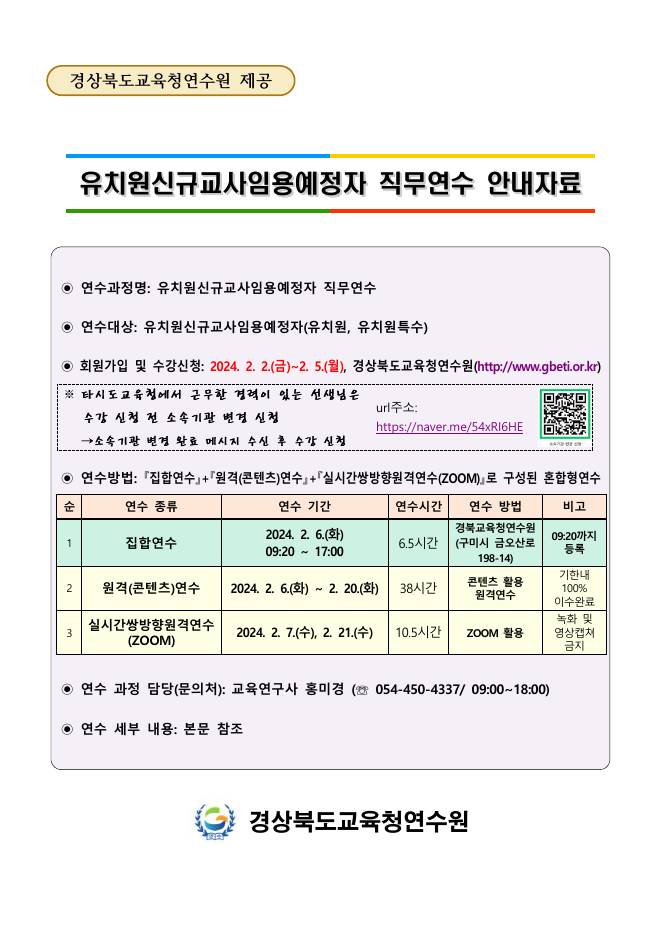 경상북도교육청연수원 제공
유치원신규교사임용예정자 직무연수 안내자료
◉ 연수과정명: 유치원신규교사임용예정자 직무연수
◉ 연수대상: 유치원신규교사임용예정자(유치원, 유치원특수)
◉ 회원가입 및 수강신청: 2024. 2. 2.(금)~2. 5.(월), 경상북도교육청연수원(http://www.gbeti.or.kr)
※ 타시도교육청에서 근무한 경력이 있는 선생님은
수강 신청 전 소속기관 변경 신청
→소속기관 변경 완료 메시지 수신 후 수강 신청
url주소:
https://naver.me/54xRI6HE
소속기관 변경 신청
◉ 연수방법: 『집합연수』+『원격(콘텐츠)연수』+『실시간쌍방향원격연수(ZOOM)』로 구성된 혼합형연수
순 연수 종류 연수 기간 연수시간 연수 방법 비고
1 집합연수 2024. 2. 6.(화) 09:20 ~ 17:00 6.5시간 경북교육청연수원 (구미시 금오산로 198-14) 09:20까지 등록
2 원격(콘텐츠)연수 2024. 2. 6.(화) ~ 2. 20.(화) 38시간 콘텐츠 활용 원격연수 기한내 100% 이수완료
3 실시간쌍방향원격연수 (ZOOM) 2024. 2. 7.(수), 2. 21.(수) 10.5시간 ZOOM 활용 녹화 및 영상캡쳐 금지
◉ 연수 과정 담당(문의처): 교육연구사 홍미경 (☏ 054-450-4337/ 09:00~18:00)
◉ 연수 세부 내용: 본문 참조
경상북도교육청연수원